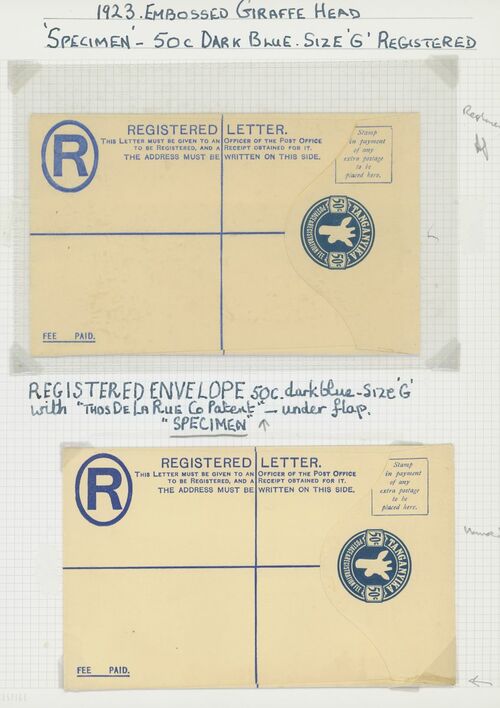 1923. EMBOSSED GIRAFFE HEAD
'SPECIMEN' - 50C DARK BLUE. SIZE 'G' REGISTERED
R
REGISTERED LETTER.
THIS LETTER MUST BE GIVEN TO AN OFFICER OF THE POST OFFICE
TO BE REGISTERED, AND A RECEIPT OBTAINED FOR IT.
THE ADDRESS MUST BE WRITTEN ON THIS SIDE.
Stamp
in payment
of any
extra postage
to be
placed here.
TANGANYIKA
50c
50c
FEE PAID.
REGISTERED ENVELOPE 50c. dark blue - Size 'G'
with "THOS DE LA RUE CO Patent" - under flap.
"SPECIMEN" ↑
R
REGISTERED LETTER.
THIS LETTER MUST BE GIVEN TO AN OFFICER OF THE POST OFFICE
TO BE REGISTERED, AND A RECEIPT OBTAINED FOR IT.
THE ADDRESS MUST BE WRITTEN ON THIS SIDE.
Stamp
in payment
of any
extra postage
to be
placed here.
TANGANYIKA
50c
50c
FEE PAID.